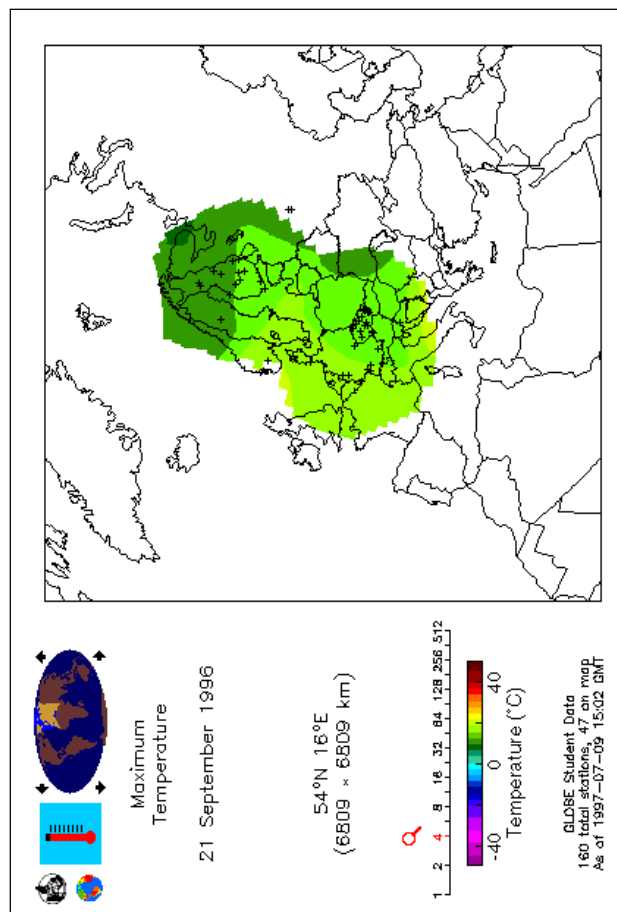 Maximum
Temperature
21 September 1996
54°N 16°E
(6809 × 6809 km)
1 2 4 8 16 32 64 128 256 512
-40 0 40
Temperature (°C)
GLOBE Student Data
160 total stations, 47 on map
As of 1997-07-09 15:02 GMT